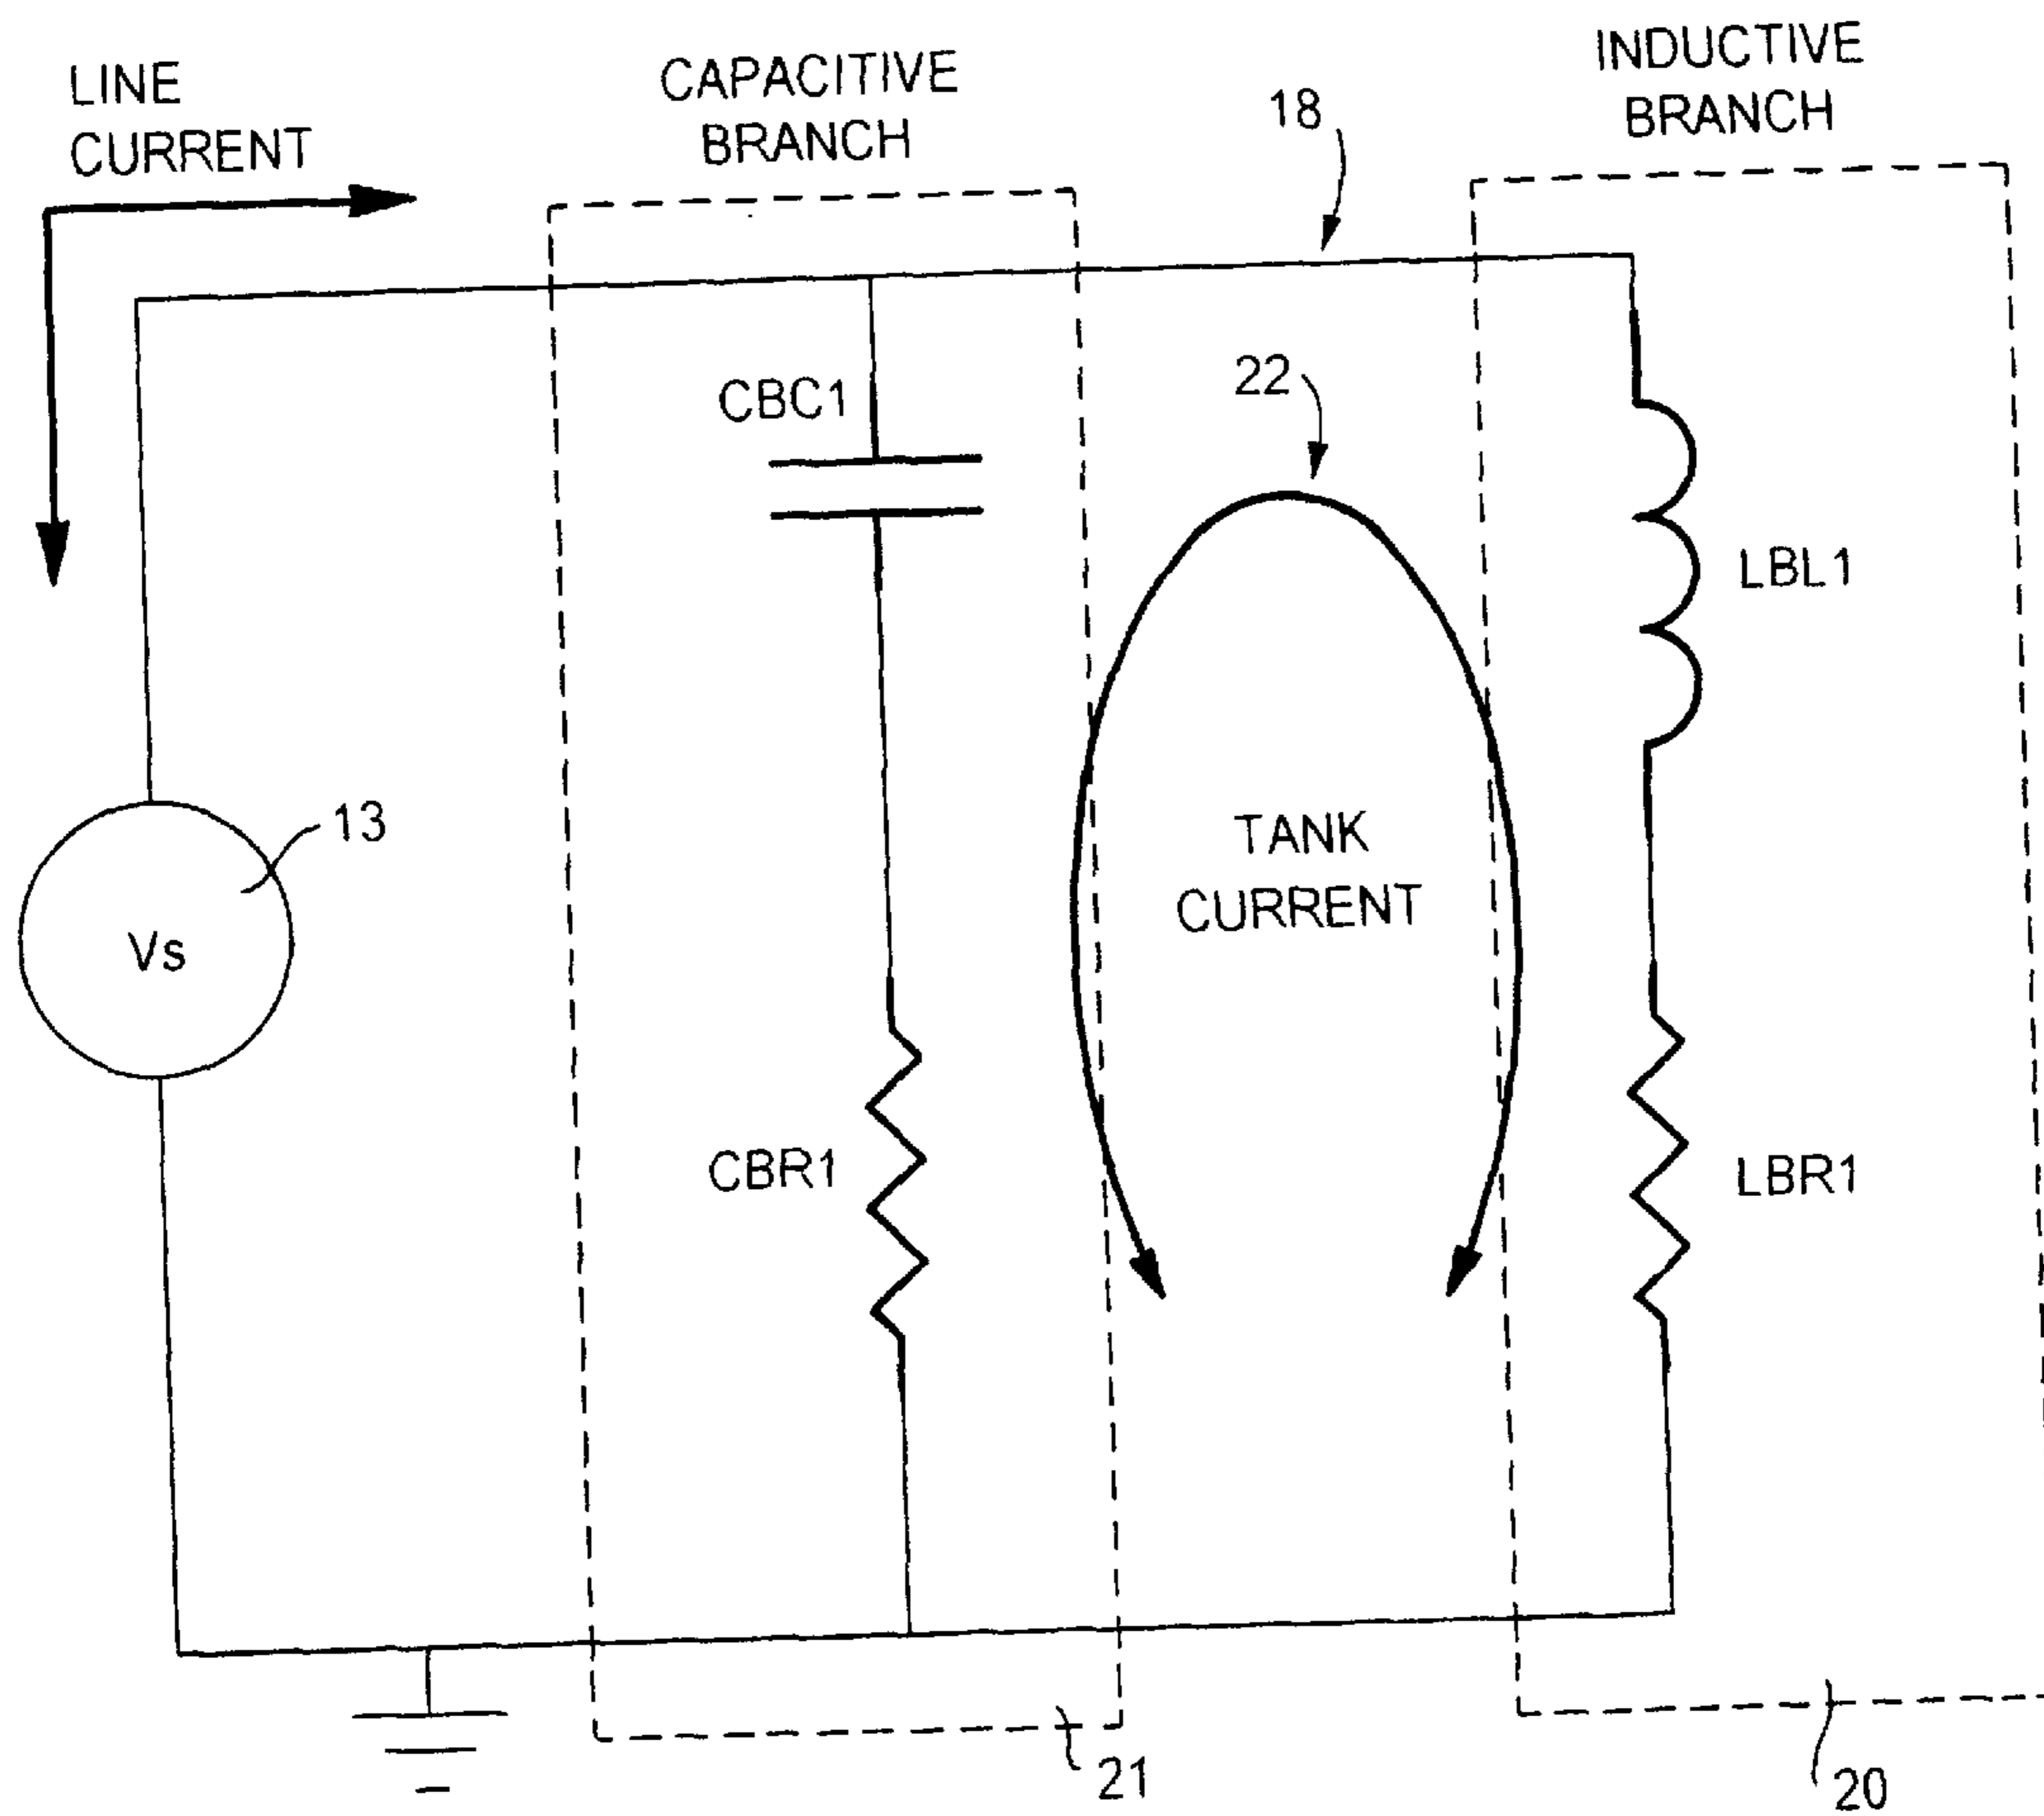 LINE
CURRENT
CAPACITIVE
BRANCH
18
INDUCTIVE
BRANCH
CBC1
22
LBL1
13
Vs
TANK
CURRENT
CBR1
LBR1
21
20